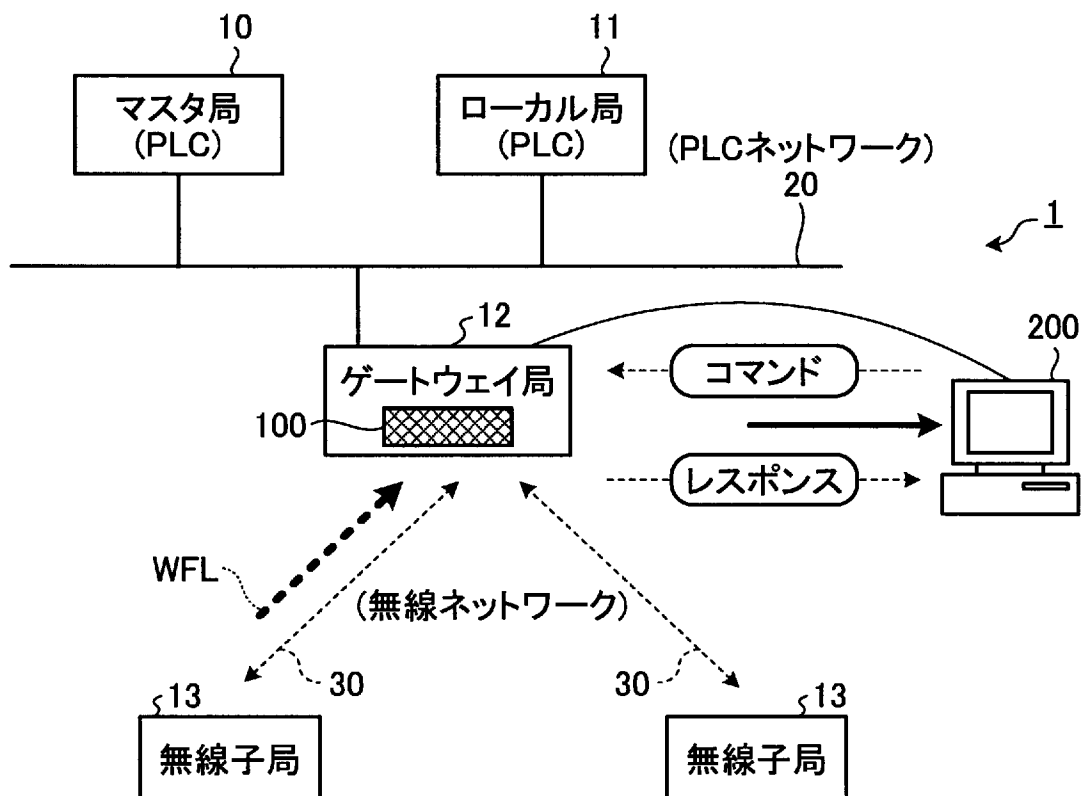 10
マスタ局
(PLC)
11
ローカル局
(PLC)
(PLCネットワーク)
20
1
12
ゲートウェイ局
100
コマンド
レスポンス
200
WFL
(無線ネットワーク)
30
30
13
無線子局
13
無線子局